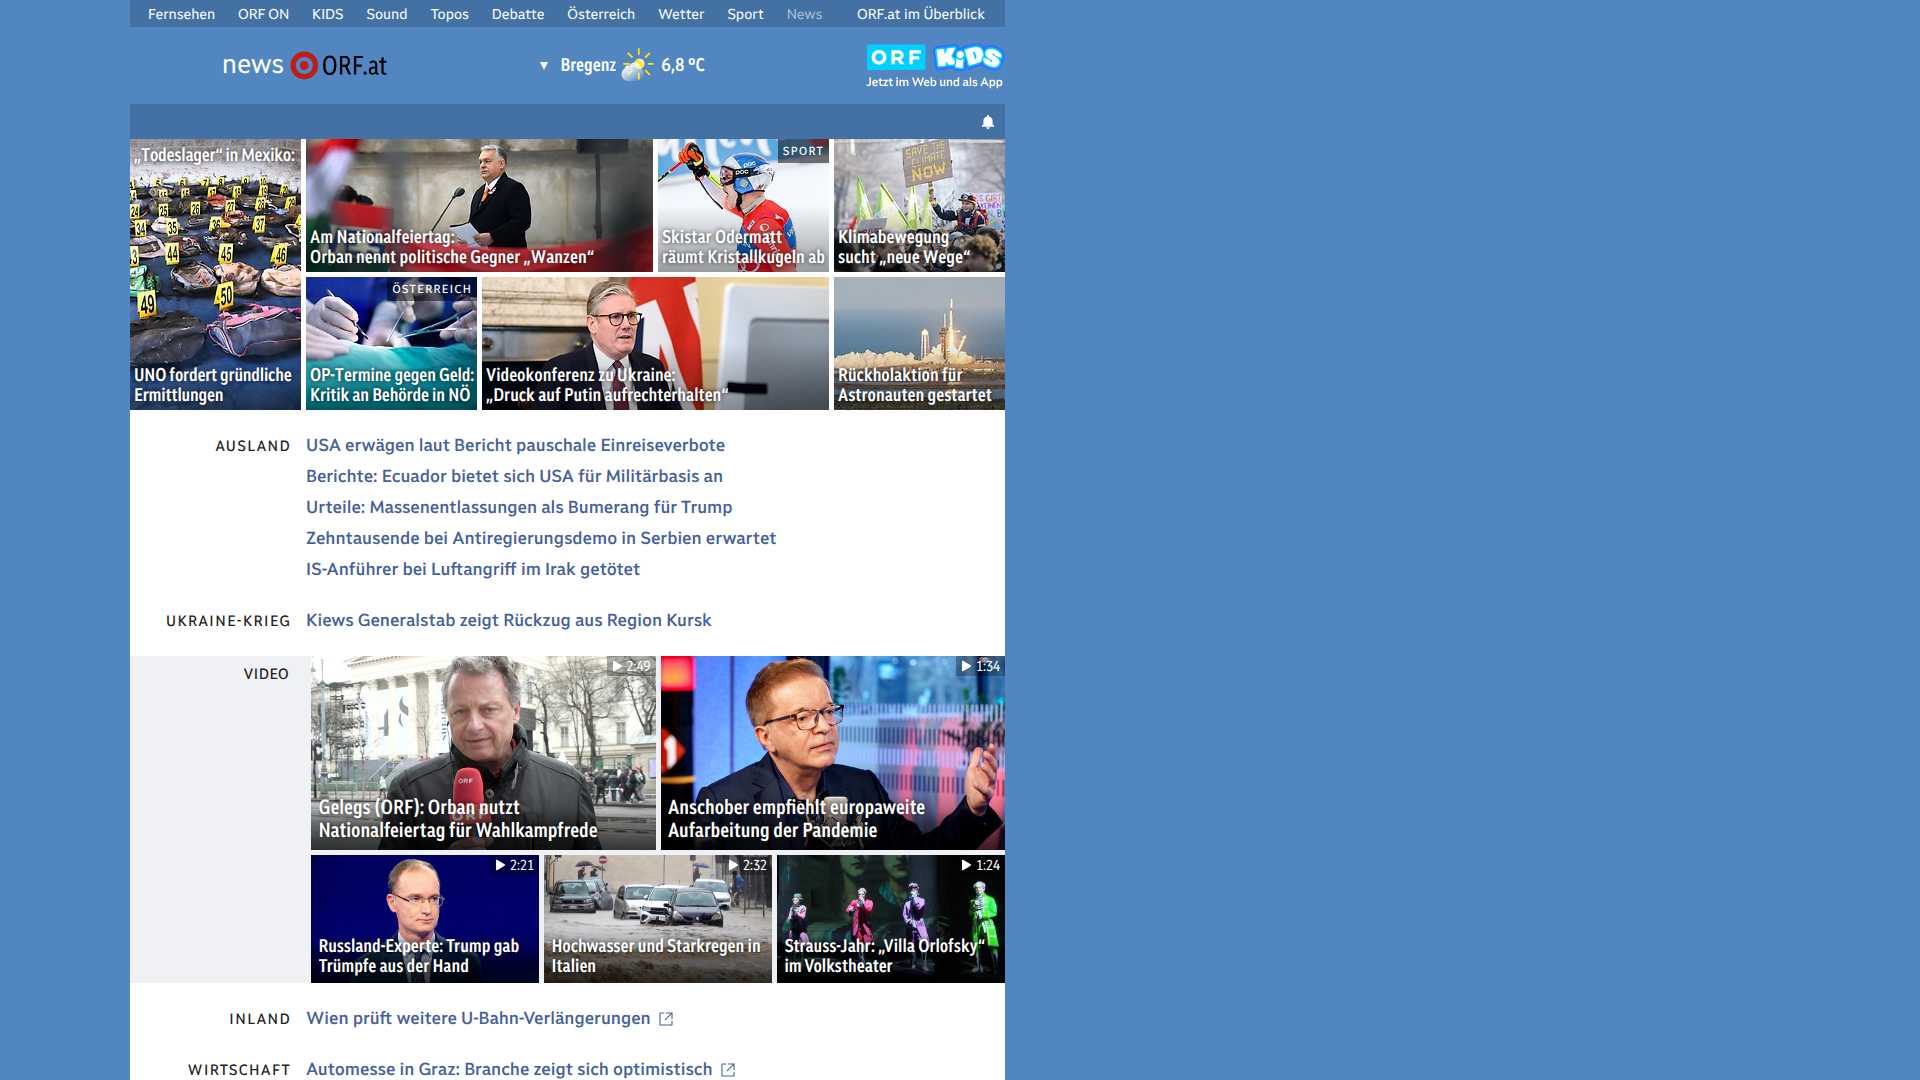 Fernsehen ORF ON KIDS Sound Topos Debatte Österreich Wetter Sport News ORF.at im Überblick
news ORF.at
Bregenz 6,8 °C
ORF KiDS
Jetzt im Web und als App
„Todeslager“ in Mexiko:
UNO fordert gründliche
Ermittlungen
Am Nationalfeiertag:
Orban nennt politische Gegner „Wanzen“
SPORT
Skistar Odermatt
räumt Kristallkugeln ab
SAVE THE
CLIMATE
NOW
Klimabewegung
sucht „neue Wege“
ÖSTERREICH
OP-Termine gegen Geld:
Kritik an Behörde in NÖ
Videokonferenz zu Ukraine:
„Druck auf Putin aufrechterhalten“
Rückholaktion für
Astronauten gestartet
AUSLAND
USA erwägen laut Bericht pauschale Einreiseverbote
Berichte: Ecuador bietet sich USA für Militärbasis an
Urteile: Massenentlassungen als Bumerang für Trump
Zehntausende bei Antiregierungsdemo in Serbien erwartet
IS-Anführer bei Luftangriff im Irak getötet
UKRAINE-KRIEG
Kiews Generalstab zeigt Rückzug aus Region Kursk
VIDEO
2:49
Gelegs (ORF): Orban nutzt
Nationalfeiertag für Wahlkampfrede
1:34
Anschober empfiehlt europaweite
Aufarbeitung der Pandemie
2:21
Russland-Experte: Trump gab
Trümpfe aus der Hand
2:32
Hochwasser und Starkregen in
Italien
1:24
Strauss-Jahr: „Villa Orlofsky“
im Volkstheater
INLAND
Wien prüft weitere U-Bahn-Verlängerungen
WIRTSCHAFT
Automesse in Graz: Branche zeigt sich optimistisch